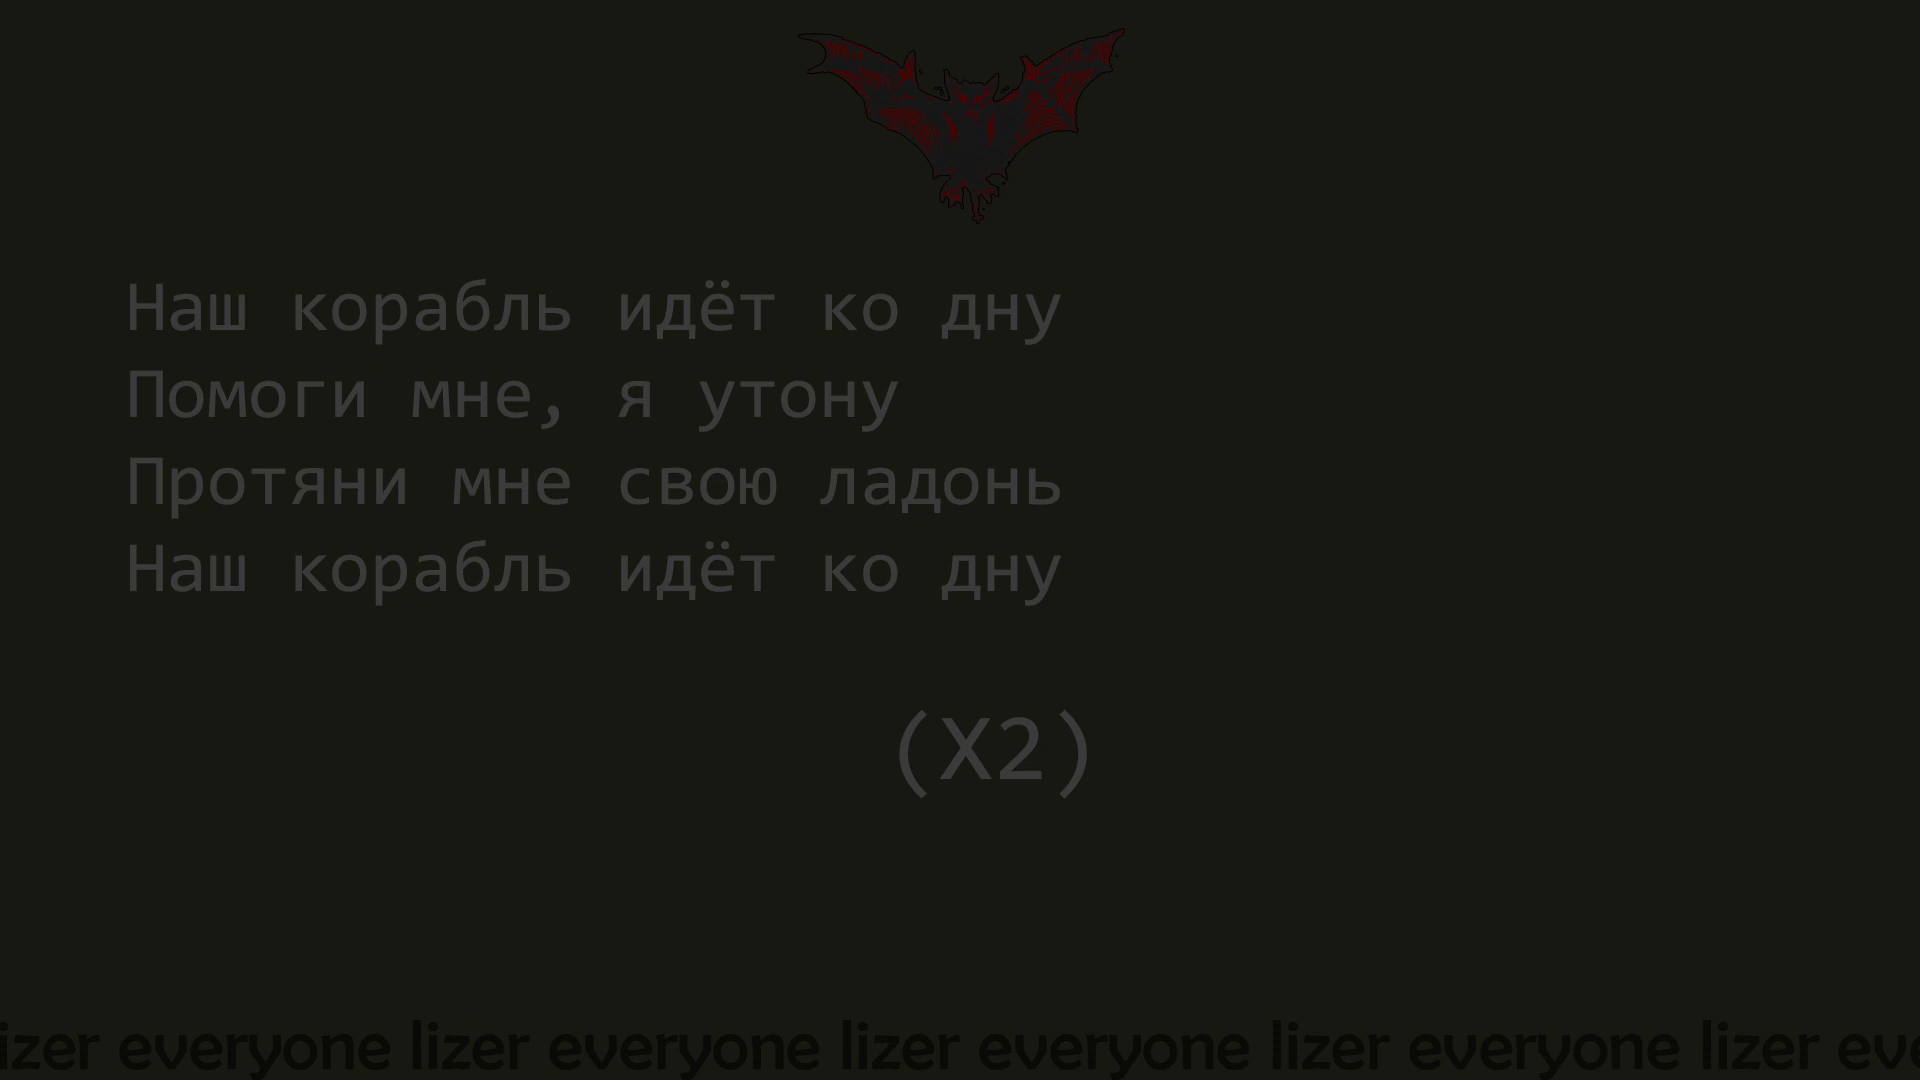 Наш корабль идёт ко дну
Помоги мне, я утону
Протяни мне свою ладонь
Наш корабль идёт ко дну
(X2)
izer everyone lizer everyone lizer everyone lizer everyone lizer eve